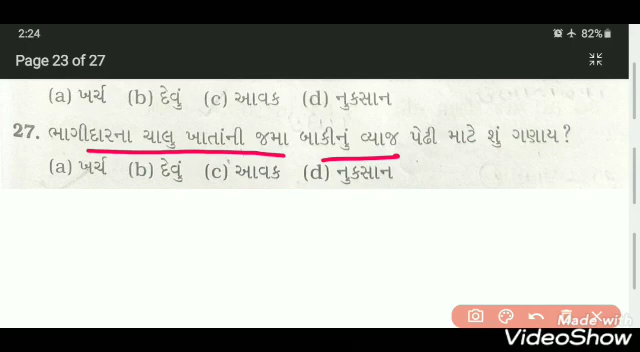 2:24
82%
Page 23 of 27
(a) ખર્ચ (b) દેવું (c) આવક (d) નુકસાન
27. ભાગીદારના ચાલુ ખાતાંની જમા બાકીનું વ્યાજ પેઢી માટે શું ગણાય?
(a) ખર્ચ (b) દેવું (c) આવક (d) નુકસાન
Made with
VideoShow